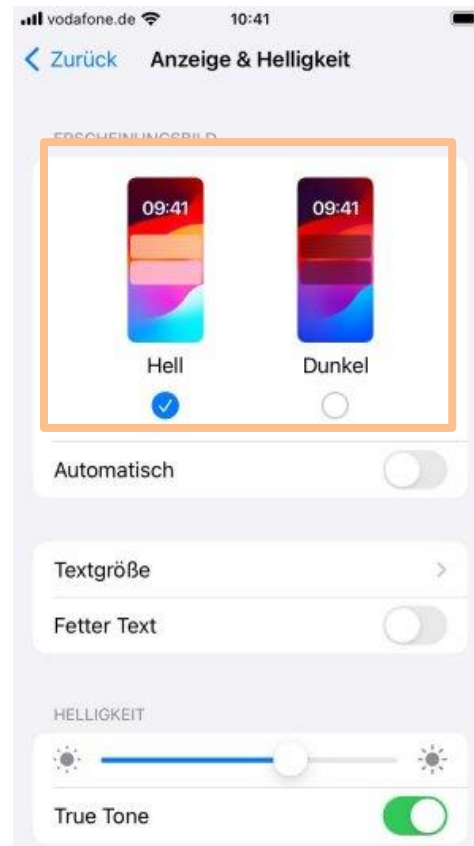 vodafone.de 10:41
Zurück Anzeige & Helligkeit
ERSCHEINUNGSBILD
09:41 09:41
Hell Dunkel
Automatisch
Textgröße
Fetter Text
HELLIGKEIT
True Tone